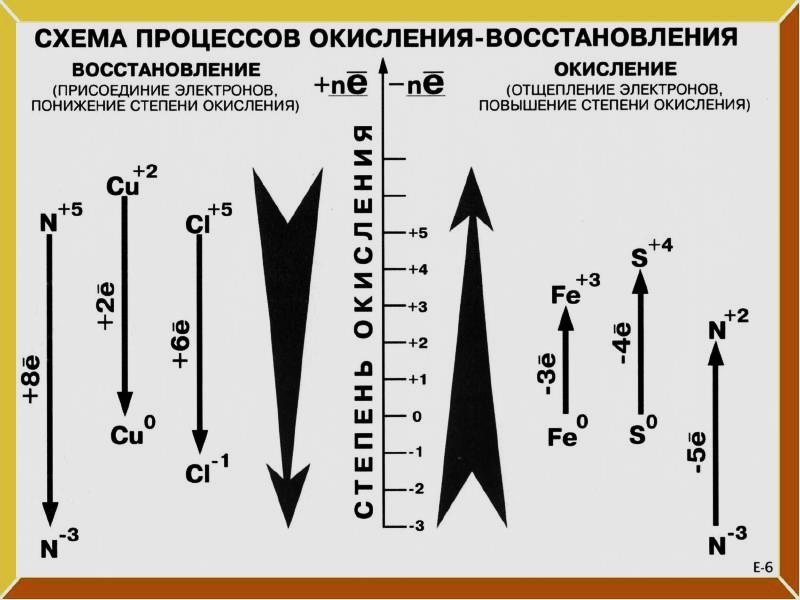 СХЕМА ПРОЦЕССОВ ОКИСЛЕНИЯ-ВОССТАНОВЛЕНИЯ
ВОССТАНОВЛЕНИЕ
(ПРИСОЕДИНИЕ ЭЛЕКТРОНОВ,
ПОНИЖЕНИЕ СТЕПЕНИ ОКИСЛЕНИЯ)
+nē
−nē
ОКИСЛЕНИЕ
(ОТЩЕПЛЕНИЕ ЭЛЕКТРОНОВ,
ПОВЫШЕНИЕ СТЕПЕНИ ОКИСЛЕНИЯ)
N+5
+8ē
N-3
Cu+2
+2ē
Cu0
Cl+5
+6ē
Cl-1
СТЕПЕНЬ ОКИСЛЕНИЯ
+5
+4
+3
+2
+1
0
-1
-2
-3
Fe+3
-3ē
Fe0
S+4
-4ē
S0
N+2
-5ē
N-3
E-6